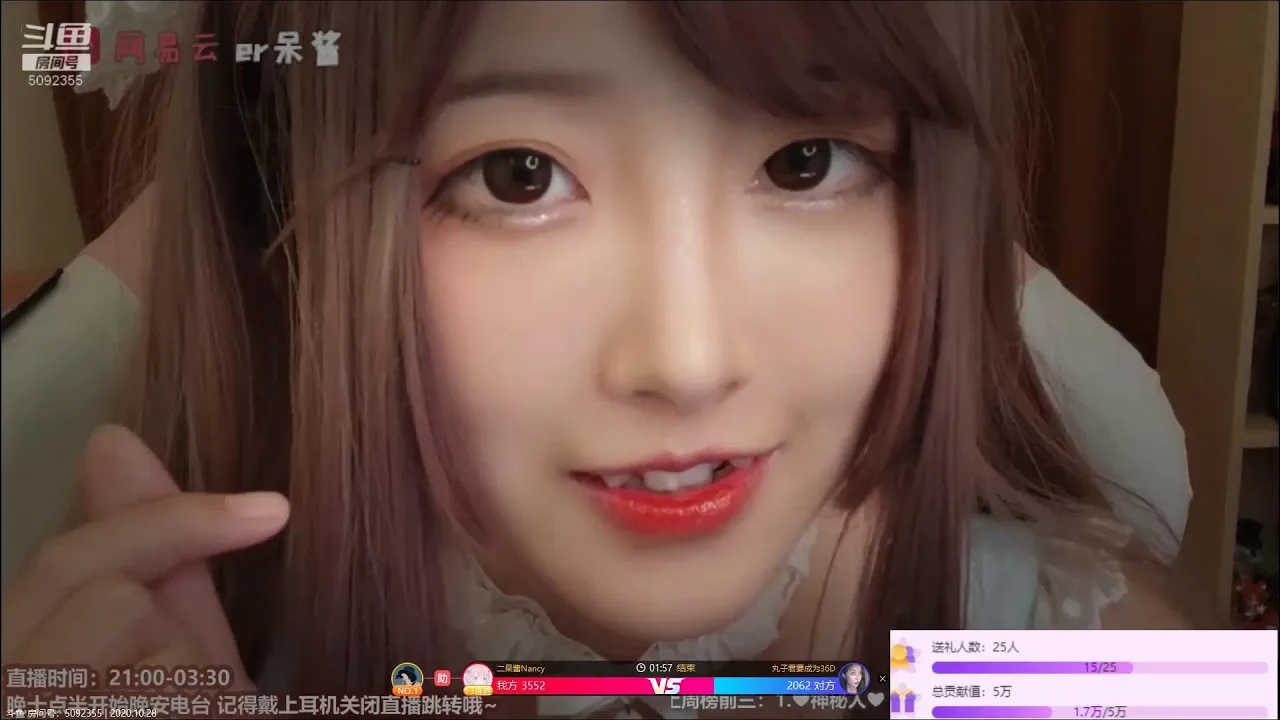 斗鱼
房间号
5092355
网易云 er呆酱
送礼人数：25人
15/25
总贡献值：5万
1.7万/5万
二呆酱Nancy
01:57 结束
丸子君要成为36D
助
NO.1
我方 3552
VS
2062 对方
直播时间：21:00-03:30
晚十点半开始晚安电台 记得戴上耳机关闭直播跳转哦~
上周榜前三：1.♥神秘人♥
斗鱼·房间号：5092355 | 2020.10.28